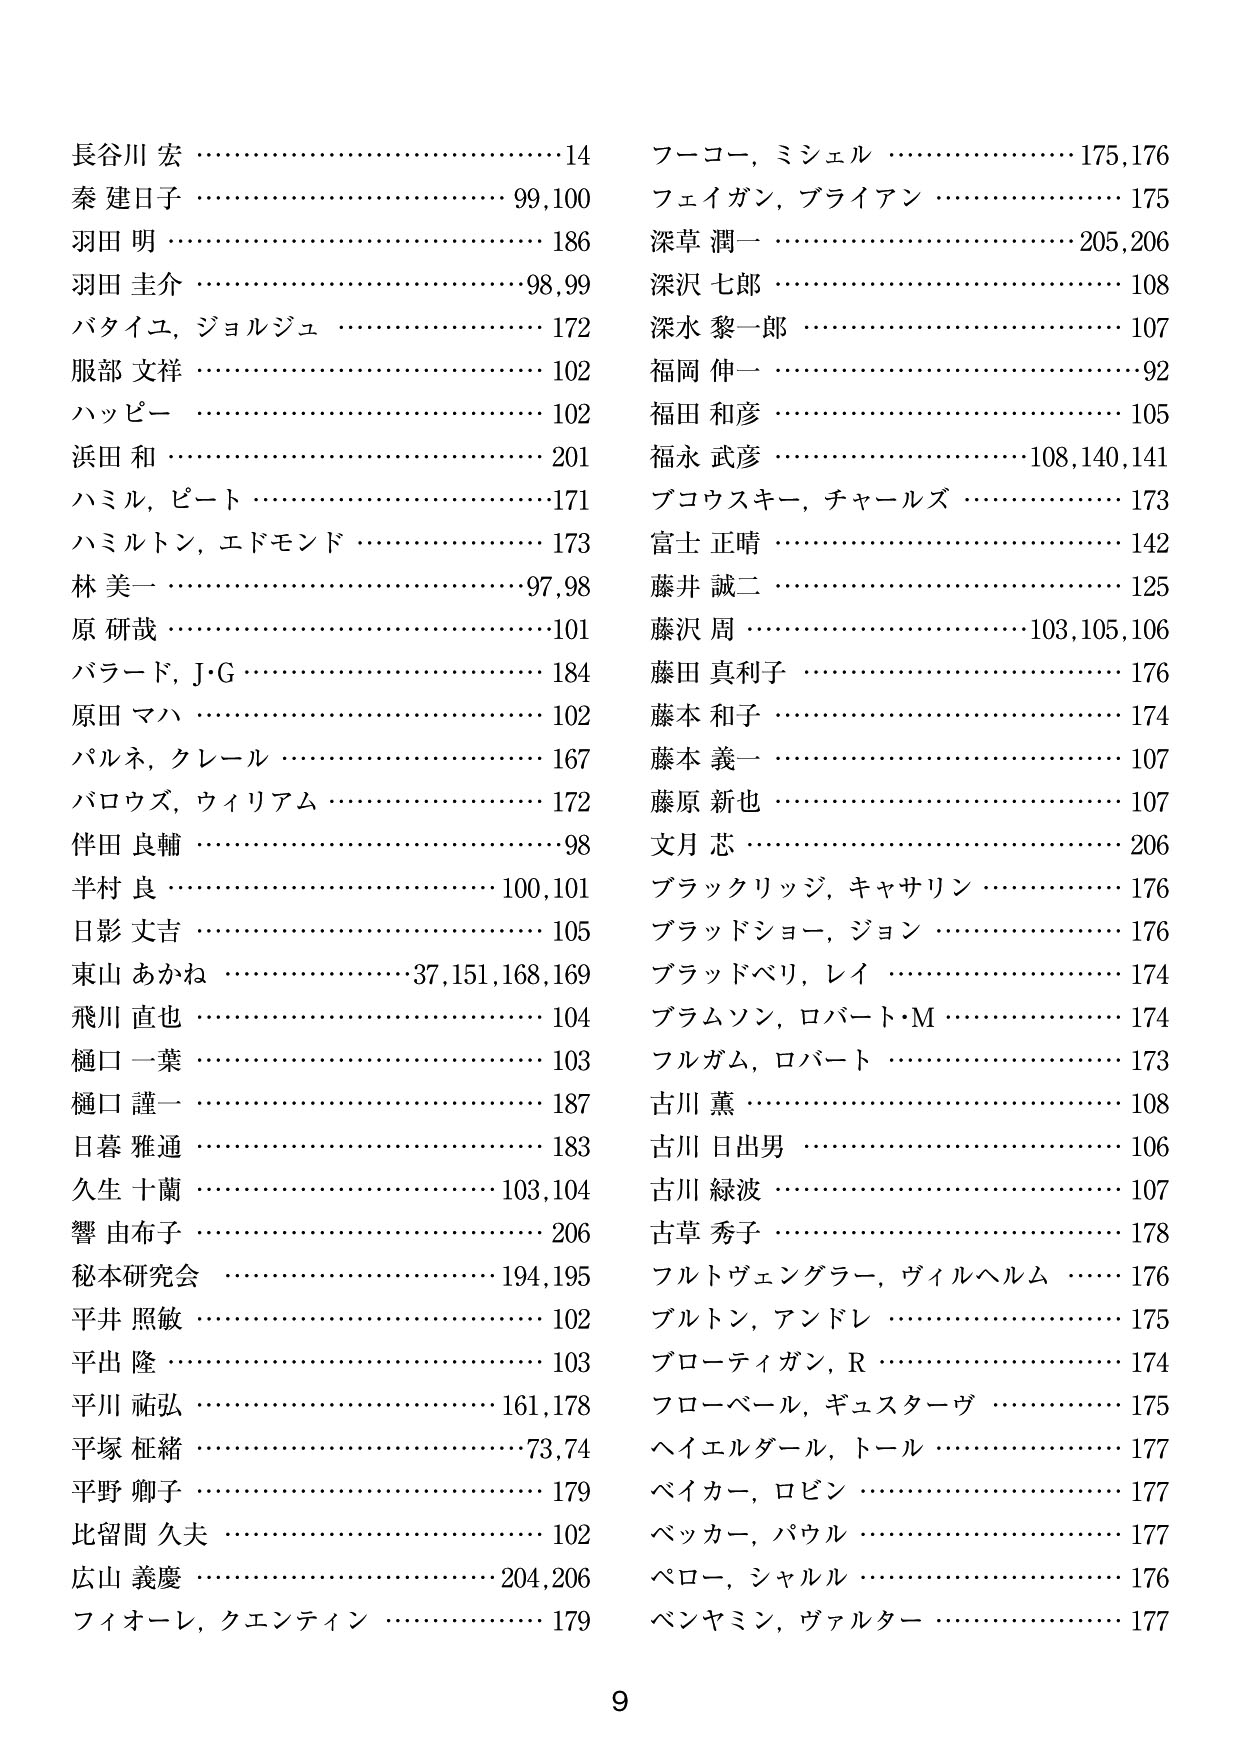 長谷川 宏 …………………………………14
秦 建日子 …………………………… 99,100
羽田 明 ………………………………… 186
羽田 圭介 ……………………………98,99
バタイユ, ジョルジュ ………………… 172
服部 文祥 ……………………………… 102
ハッピー ……………………………… 102
浜田 和 ………………………………… 201
ハミル, ピート …………………………171
ハミルトン, エドモンド ……………… 173
林 美一 ………………………………97,98
原 研哉 …………………………………101
バラード, J・G ………………………… 184
原田 マハ ……………………………… 102
パルネ, クレール ……………………… 167
バロウズ, ウィリアム ………………… 172
伴田 良輔 ………………………………98
半村 良 …………………………… 100,101
日影 丈吉 ……………………………… 105
東山 あかね ………………37,151,168,169
飛川 直也 ……………………………… 104
樋口 一葉 ……………………………… 103
樋口 謹一 ……………………………… 187
日暮 雅通 ……………………………… 183
久生 十蘭 ………………………… 103,104
響 由布子 ……………………………… 206
秘本研究会 ……………………… 194,195
平井 照敏 ……………………………… 102
平出 隆 ………………………………… 103
平川 祐弘 ………………………… 161,178
平塚 柾緒 ……………………………73,74
平野 卿子 ……………………………… 179
比留間 久夫 …………………………… 102
広山 義慶 ………………………… 204,206
フィオーレ, クエンティン …………… 179
フーコー, ミシェル ……………… 175,176
フェイガン, ブライアン ……………… 175
深草 潤一 …………………………205,206
深沢 七郎 ……………………………… 108
深水 黎一郎 …………………………… 107
福岡 伸一 ………………………………92
福田 和彦 ……………………………… 105
福永 武彦 ……………………108,140,141
ブコウスキー, チャールズ …………… 173
富士 正晴 ……………………………… 142
藤井 誠二 ……………………………… 125
藤沢 周 ………………………103,105,106
藤田 真利子 …………………………… 176
藤本 和子 ……………………………… 174
藤本 義一 ……………………………… 107
藤原 新也 ……………………………… 107
文月 芯 ………………………………… 206
ブラックリッジ, キャサリン ………… 176
ブラッドショー, ジョン ……………… 176
ブラッドベリ, レイ …………………… 174
ブラムソン, ロバート・M ……………… 174
フルガム, ロバート …………………… 173
古川 薫 ………………………………… 108
古川 日出男 …………………………… 106
古川 緑波 ……………………………… 107
古草 秀子 ……………………………… 178
フルトヴェングラー, ヴィルヘルム …… 176
ブルトン, アンドレ …………………… 175
ブローティガン, R …………………… 174
フローベール, ギュスターヴ ………… 175
ヘイエルダール, トール ……………… 177
ベイカー, ロビン ……………………… 177
ベッカー, パウル ……………………… 177
ペロー, シャルル ……………………… 176
ベンヤミン, ヴァルター ……………… 177
9